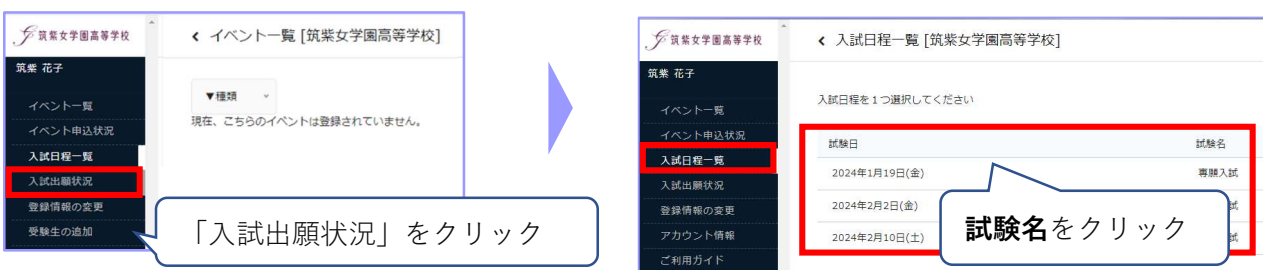 筑紫女学園高等学校
イベント一覧 [筑紫女学園高等学校]
筑紫 花子
イベント一覧
イベント申込状況
入試日程一覧
入試出願状況
登録情報の変更
受験生の追加
▼種類
現在、こちらのイベントは登録されていません。
「入試出願状況」をクリック
筑紫女学園高等学校
入試日程一覧 [筑紫女学園高等学校]
筑紫 花子
イベント一覧
イベント申込状況
入試日程一覧
入試出願状況
登録情報の変更
アカウント情報
ご利用ガイド
入試日程を1つ選択してください
試験日 試験名
2024年1月19日(金) 専願入試
2024年2月2日(金) 試
2024年2月10日(土) 試
試験名をクリック